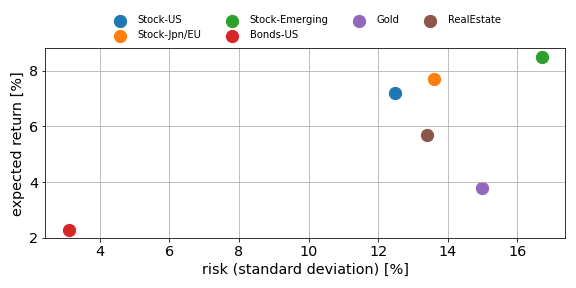 Stock-US Stock-Emerging Gold RealEstate
Stock-Jpn/EU Bonds-US
8
6
4
2
expected return [%]
4 6 8 10 12 14 16
risk (standard deviation) [%]